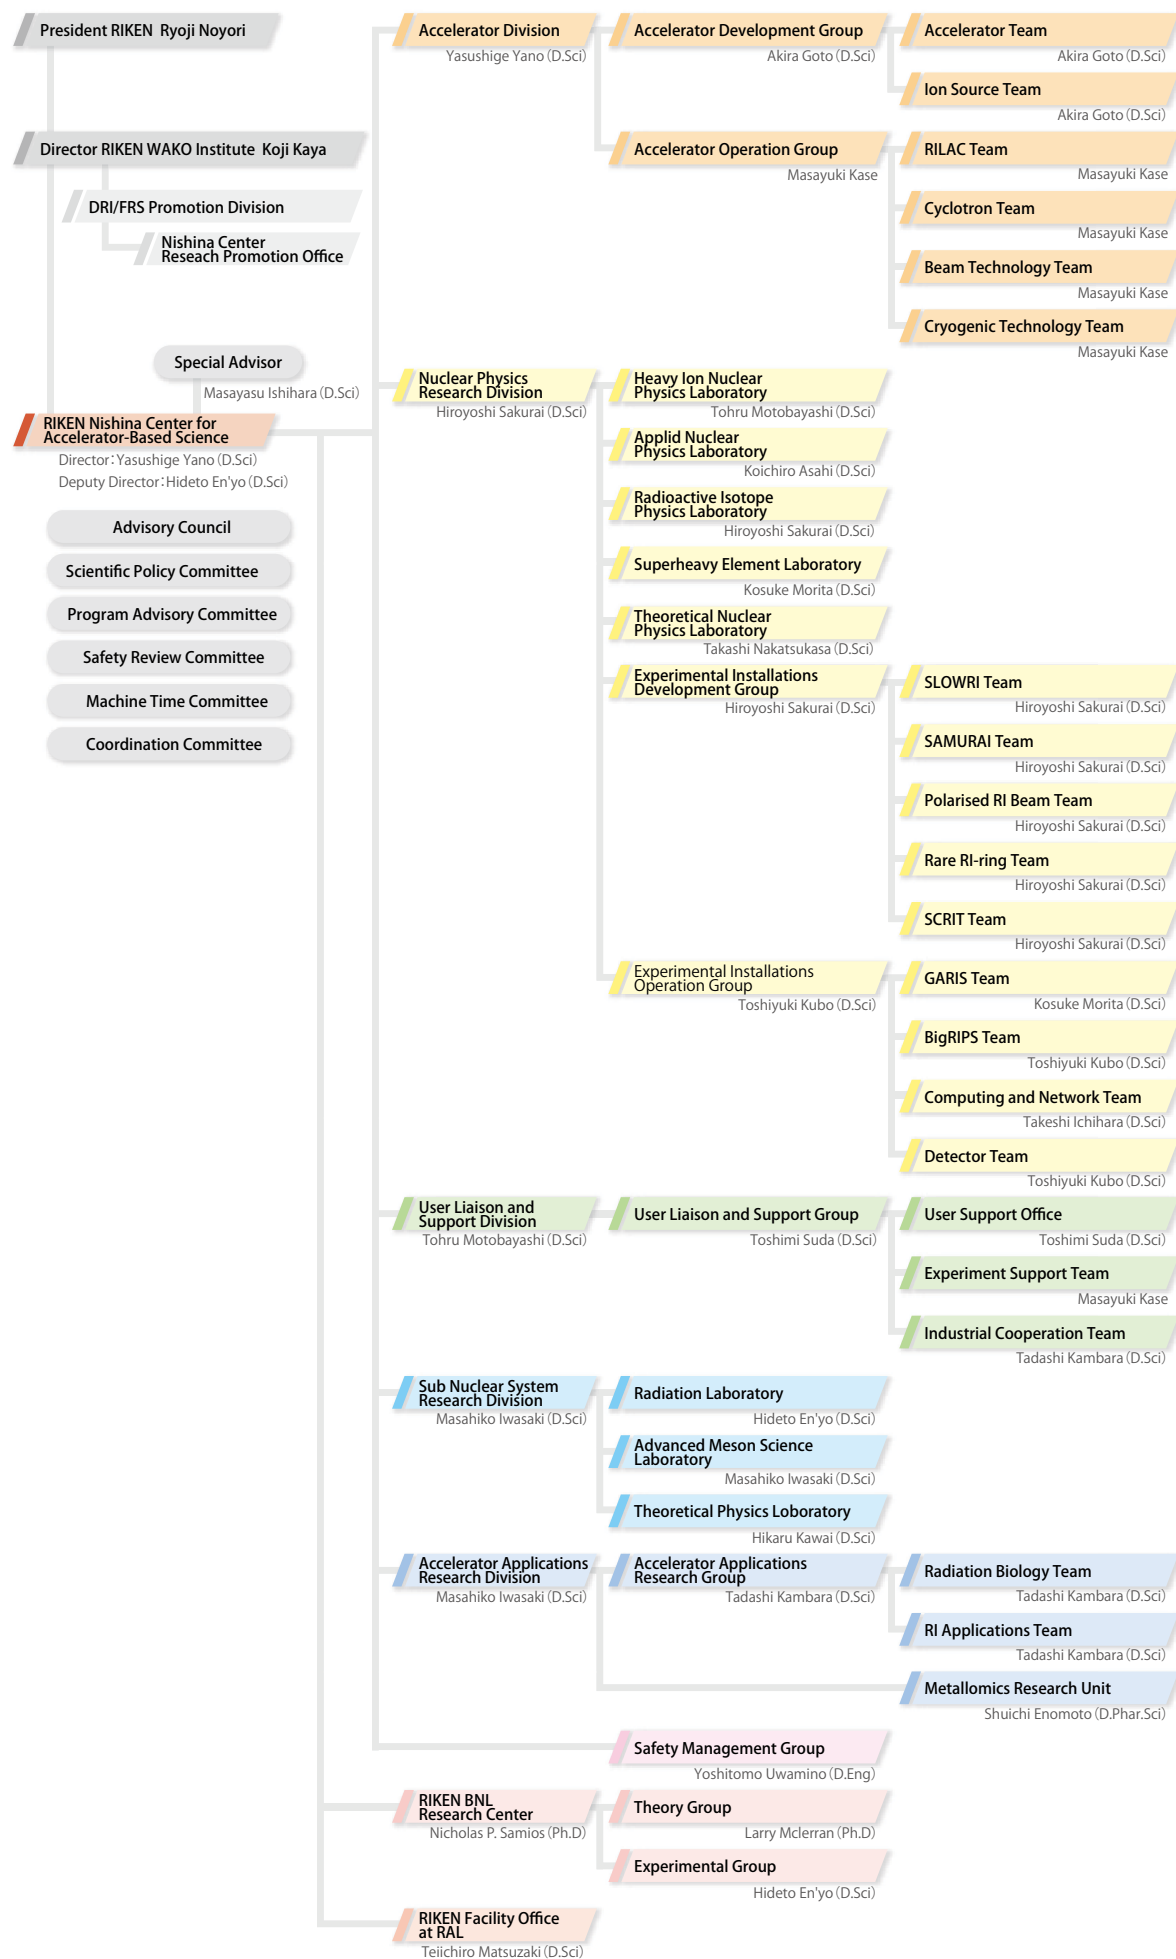 President RIKEN Ryoji Noyori
Director RIKEN WAKO Institute Koji Kaya
DRI/FRS Promotion Division
Nishina Center
Reseach Promotion Office
Special Advisor
Masayasu Ishihara (D.Sci)
RIKEN Nishina Center for
Accelerator-Based Science
Director：Yasushige Yano (D.Sci)
Deputy Director：Hideto En'yo (D.Sci)
Advisory Council
Scientific Policy Committee
Program Advisory Committee
Safety Review Committee
Machine Time Committee
Coordination Committee
Accelerator Division
Yasushige Yano (D.Sci)
Accelerator Development Group
Akira Goto (D.Sci)
Accelerator Team
Akira Goto (D.Sci)
Ion Source Team
Akira Goto (D.Sci)
Accelerator Operation Group
Masayuki Kase
RILAC Team
Masayuki Kase
Cyclotron Team
Masayuki Kase
Beam Technology Team
Masayuki Kase
Cryogenic Technology Team
Masayuki Kase
Nuclear Physics
Research Division
Hiroyoshi Sakurai (D.Sci)
Heavy Ion Nuclear
Physics Laboratory
Tohru Motobayashi (D.Sci)
Applid Nuclear
Physics Laboratory
Koichiro Asahi (D.Sci)
Radioactive Isotope
Physics Laboratory
Hiroyoshi Sakurai (D.Sci)
Superheavy Element Laboratory
Kosuke Morita (D.Sci)
Theoretical Nuclear
Physics Laboratory
Takashi Nakatsukasa (D.Sci)
Experimental Installations
Development Group
Hiroyoshi Sakurai (D.Sci)
SLOWRI Team
Hiroyoshi Sakurai (D.Sci)
SAMURAI Team
Hiroyoshi Sakurai (D.Sci)
Polarised RI Beam Team
Hiroyoshi Sakurai (D.Sci)
Rare RI-ring Team
Hiroyoshi Sakurai (D.Sci)
SCRIT Team
Hiroyoshi Sakurai (D.Sci)
Experimental Installations
Operation Group
Toshiyuki Kubo (D.Sci)
GARIS Team
Kosuke Morita (D.Sci)
BigRIPS Team
Toshiyuki Kubo (D.Sci)
Computing and Network Team
Takeshi Ichihara (D.Sci)
Detector Team
Toshiyuki Kubo (D.Sci)
User Liaison and
Support Division
Tohru Motobayashi (D.Sci)
User Liaison and Support Group
Toshimi Suda (D.Sci)
User Support Office
Toshimi Suda (D.Sci)
Experiment Support Team
Masayuki Kase
Industrial Cooperation Team
Tadashi Kambara (D.Sci)
Sub Nuclear System
Research Division
Masahiko Iwasaki (D.Sci)
Radiation Laboratory
Hideto En'yo (D.Sci)
Advanced Meson Science
Laboratory
Masahiko Iwasaki (D.Sci)
Theoretical Physics Loboratory
Hikaru Kawai (D.Sci)
Accelerator Applications
Research Division
Masahiko Iwasaki (D.Sci)
Accelerator Applications
Research Group
Tadashi Kambara (D.Sci)
Radiation Biology Team
Tadashi Kambara (D.Sci)
RI Applications Team
Tadashi Kambara (D.Sci)
Metallomics Research Unit
Shuichi Enomoto (D.Phar.Sci)
Safety Management Group
Yoshitomo Uwamino (D.Eng)
RIKEN BNL
Research Center
Nicholas P. Samios (Ph.D)
Theory Group
Larry Mclerran (Ph.D)
Experimental Group
Hideto En'yo (D.Sci)
RIKEN Facility Office
at RAL
Teiichiro Matsuzaki (D.Sci)